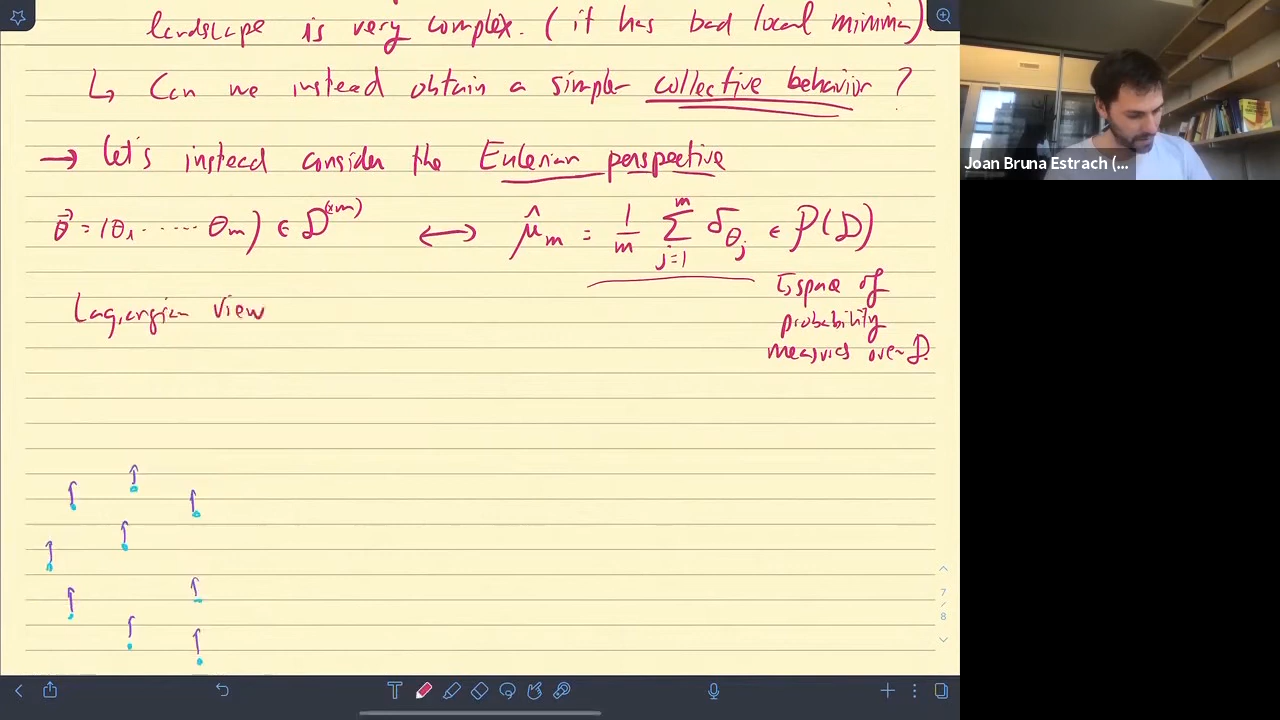 landscape is very complex. (it has bad local minima).
↳ Can we instead obtain a simpler collective behavior ?
→ Let's instead consider the Eulerian perspective
θ⃗ = (θ₁ ...... θₘ) ∈ D^(×m) ⟷ μ̂ₘ = 1/m Σ_{j=1}^{m} δ_{θⱼ} ∈ P(D)
↳ space of
probability
measures over D.
Lagrangian view
Joan Bruna Estrach (...
7
/
8
T